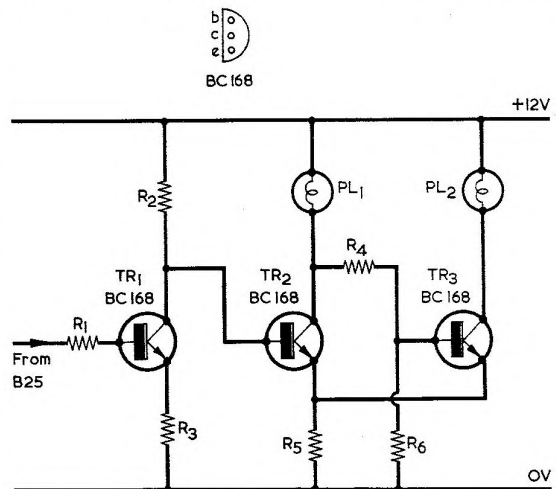 b
c
e
BC168
+12V
R2
PL1
PL2
R4
TR1
BC168
TR2
BC168
TR3
BC168
R1
From
B25
R3
R5
R6
0V